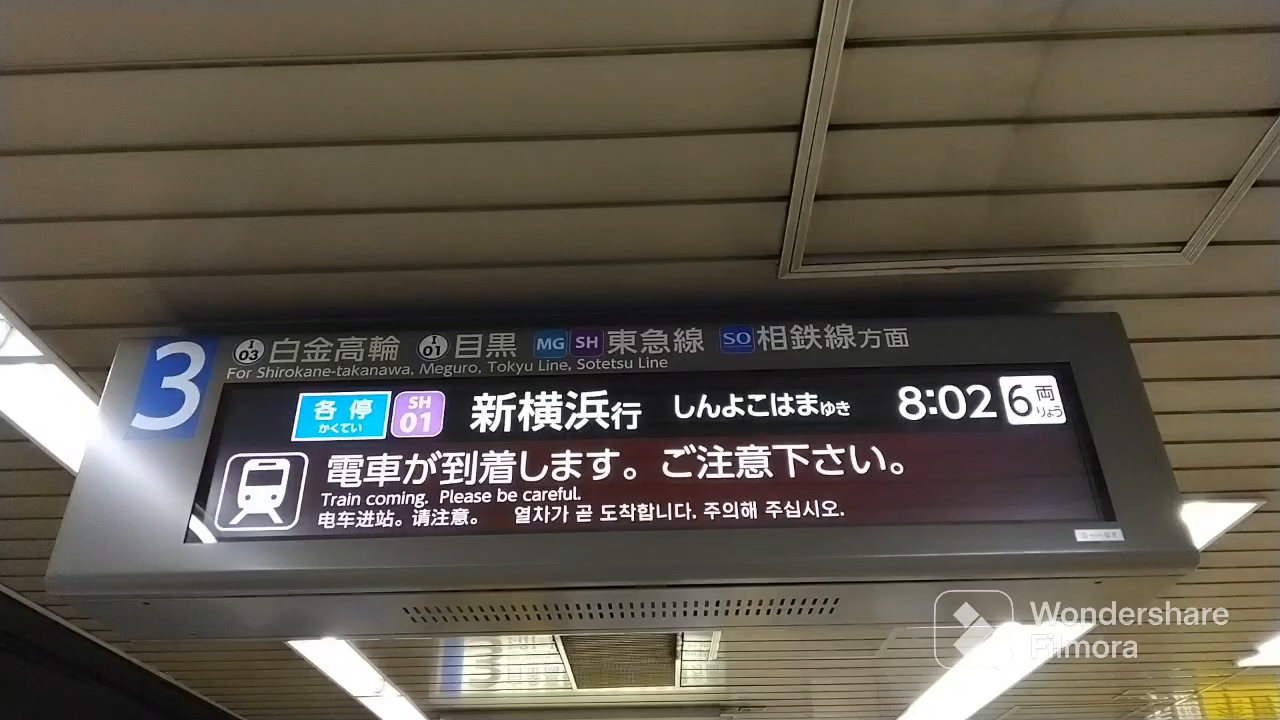 3
I 03 白金高輪 I 01 目黒 MG SH 東急線 SO 相鉄線方面
For Shirokane-takanawa, Meguro, Tokyu Line, Sotetsu Line
各停 かくてい SH 01 新横浜行 しんよこはまゆき 8:02 6両 りょう
電車が到着します。ご注意下さい。
Train coming. Please be careful.
电车进站。请注意。 열차가 곧 도착합니다. 주의해 주십시오.
Wondershare
Filmora